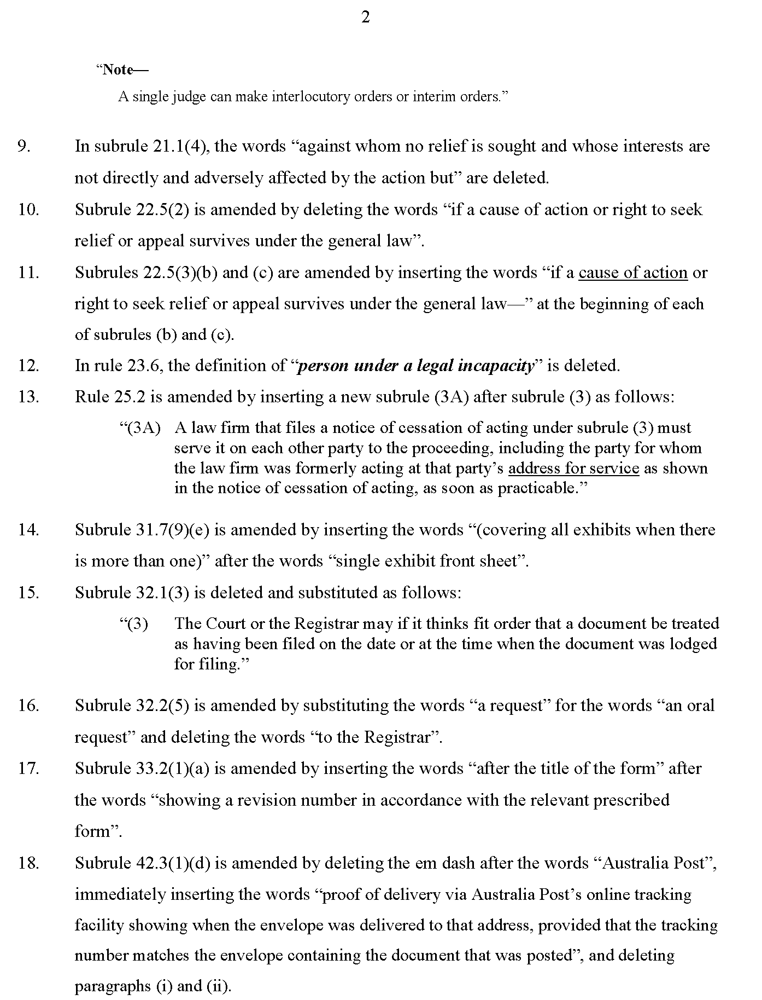 2
“Note—
A single judge can make interlocutory orders or interim orders.”
9. In subrule 21.1(4), the words “against whom no relief is sought and whose interests are
not directly and adversely affected by the action but” are deleted.
10. Subrule 22.5(2) is amended by deleting the words “if a cause of action or right to seek
relief or appeal survives under the general law”.
11. Subrules 22.5(3)(b) and (c) are amended by inserting the words “if a cause of action or
right to seek relief or appeal survives under the general law—” at the beginning of each
of subrules (b) and (c).
12. In rule 23.6, the definition of “person under a legal incapacity” is deleted.
13. Rule 25.2 is amended by inserting a new subrule (3A) after subrule (3) as follows:
“(3A) A law firm that files a notice of cessation of acting under subrule (3) must
serve it on each other party to the proceeding, including the party for whom
the law firm was formerly acting at that party’s address for service as shown
in the notice of cessation of acting, as soon as practicable.”
14. Subrule 31.7(9)(e) is amended by inserting the words “(covering all exhibits when there
is more than one)” after the words “single exhibit front sheet”.
15. Subrule 32.1(3) is deleted and substituted as follows:
“(3) The Court or the Registrar may if it thinks fit order that a document be treated
as having been filed on the date or at the time when the document was lodged
for filing.”
16. Subrule 32.2(5) is amended by substituting the words “a request” for the words “an oral
request” and deleting the words “to the Registrar”.
17. Subrule 33.2(1)(a) is amended by inserting the words “after the title of the form” after
the words “showing a revision number in accordance with the relevant prescribed
form”.
18. Subrule 42.3(1)(d) is amended by deleting the em dash after the words “Australia Post”,
immediately inserting the words “proof of delivery via Australia Post’s online tracking
facility showing when the envelope was delivered to that address, provided that the tracking
number matches the envelope containing the document that was posted”, and deleting
paragraphs (i) and (ii).